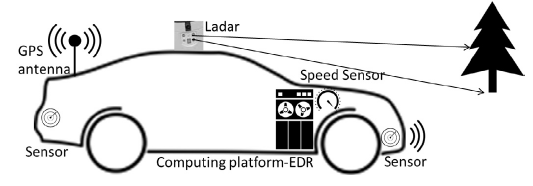 Ladar
GPS
antenna
Speed Sensor
Sensor
Computing platform-EDR
Sensor